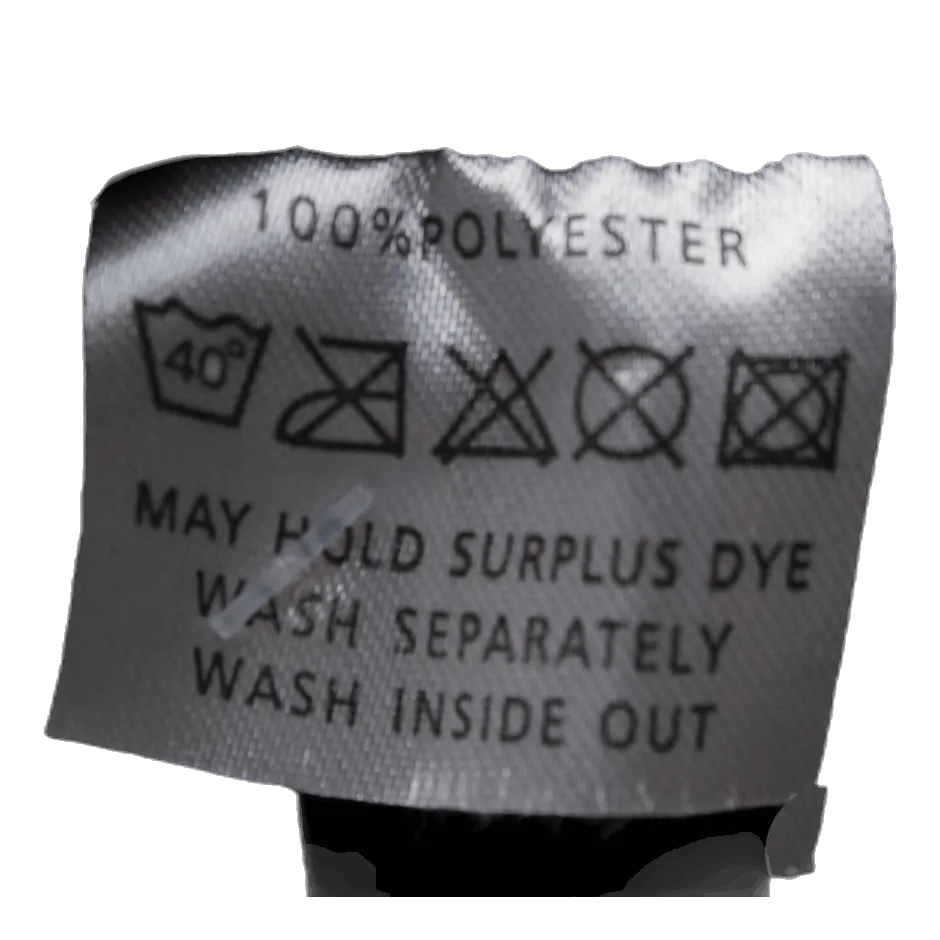 100%POLYESTER
40°
MAY HOLD SURPLUS DYE
WASH SEPARATELY
WASH INSIDE OUT